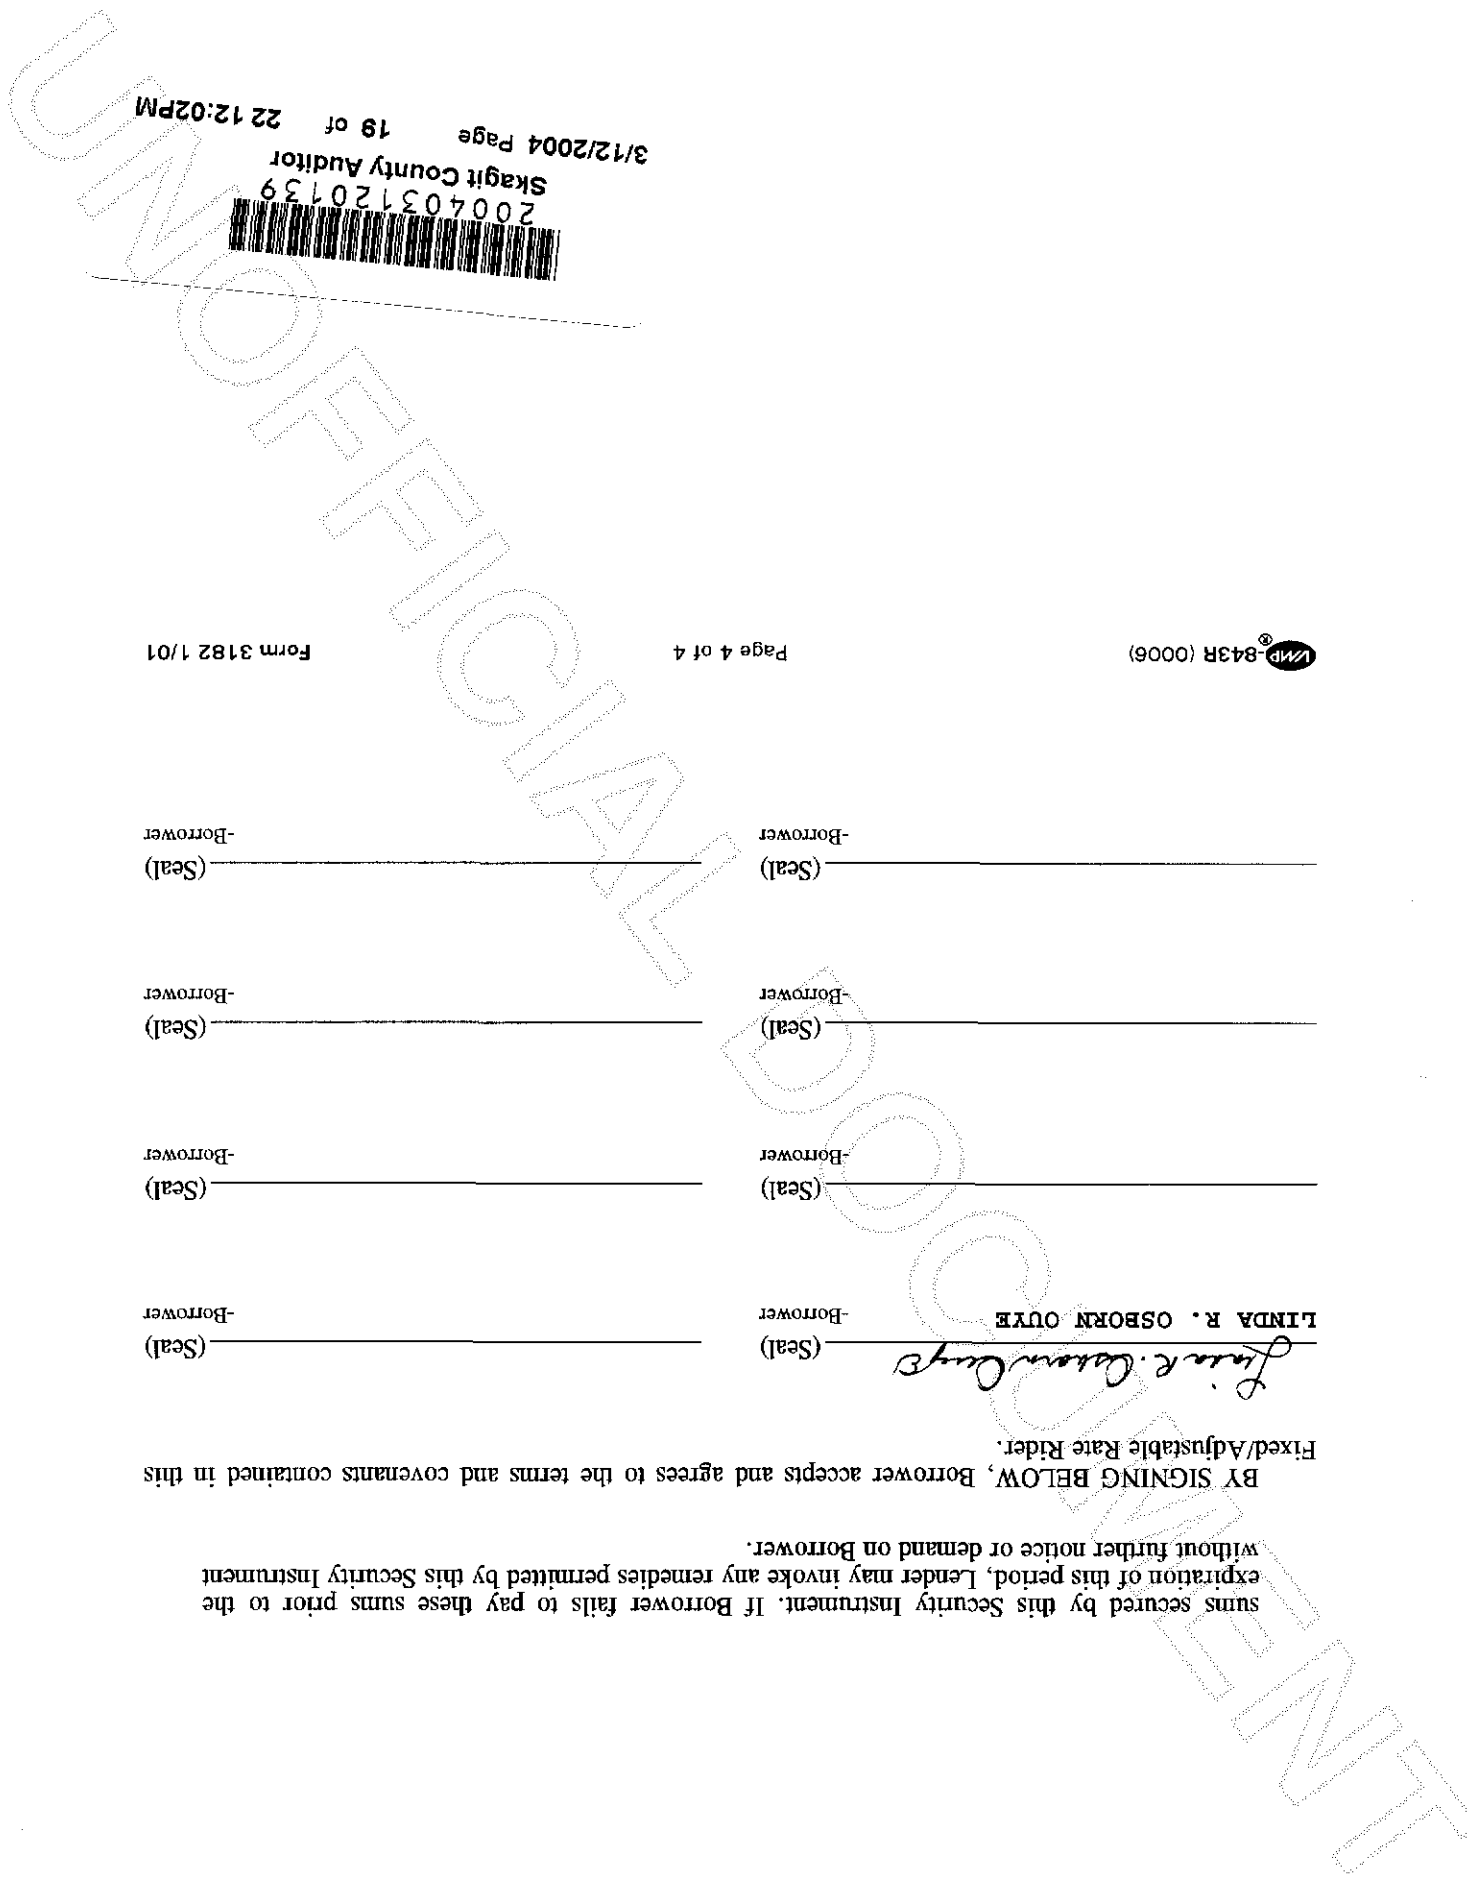 sums secured by this Security Instrument. If Borrower fails to pay these sums prior to the
expiration of this period, Lender may invoke any remedies permitted by this Security Instrument
without further notice or demand on Borrower.
BY SIGNING BELOW, Borrower accepts and agrees to the terms and covenants contained in this
Fixed/Adjustable Rate Rider.
Linda R. Osborn Ouye (Seal) (Seal)
LINDA R. OSBORN OUYE -Borrower -Borrower
(Seal) (Seal)
-Borrower -Borrower
(Seal) (Seal)
-Borrower -Borrower
(Seal) (Seal)
-Borrower -Borrower
VMP®-843R (0006) Page 4 of 4 Form 3182 1/01
200403120139
Skagit County Auditor
3/12/2004 Page 19 of 22 12:02PM
UNOFFICIAL DOCUMENT